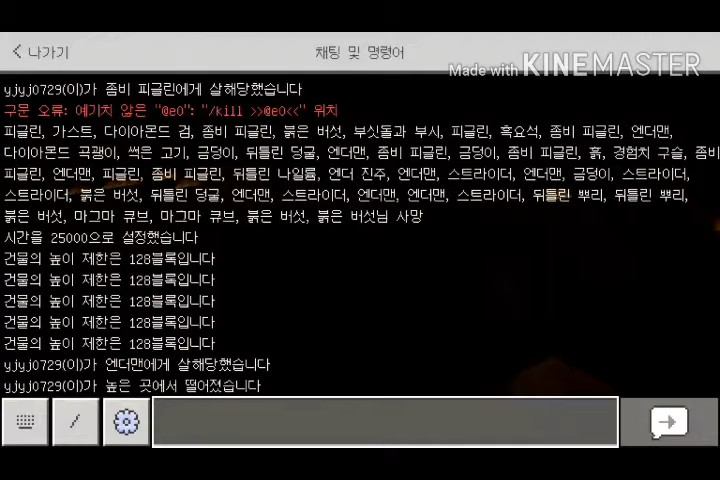 나가기
채팅 및 명령어
Made with KINEMASTER
yjyj0729(이)가 좀비 피글린에게 살해당했습니다
구문 오류: 예기치 않은 "@e0": "/kill >>@e0<<" 위치
피글린, 가스트, 다이아몬드 검, 좀비 피글린, 붉은 버섯, 부싯돌과 부시, 피글린, 흑요석, 좀비 피글린, 엔더맨,
다이아몬드 곡괭이, 썩은 고기, 금덩이, 뒤틀린 덩굴, 엔더맨, 좀비 피글린, 금덩이, 좀비 피글린, 흙, 경험치 구슬, 좀비
피글린, 엔더맨, 피글린, 좀비 피글린, 뒤틀린 나일륨, 엔더 진주, 엔더맨, 스트라이더, 엔더맨, 금덩이, 스트라이더,
스트라이더, 붉은 버섯, 뒤틀린 덩굴, 엔더맨, 스트라이더, 엔더맨, 엔더맨, 스트라이더, 뒤틀린 뿌리, 뒤틀린 뿌리,
붉은 버섯, 마그마 큐브, 마그마 큐브, 붉은 버섯, 붉은 버섯님 사망
시간을 25000으로 설정했습니다
건물의 높이 제한은 128블록입니다
건물의 높이 제한은 128블록입니다
건물의 높이 제한은 128블록입니다
건물의 높이 제한은 128블록입니다
건물의 높이 제한은 128블록입니다
yjyj0729(이)가 엔더맨에게 살해당했습니다
yjyj0729(이)가 높은 곳에서 떨어졌습니다
/